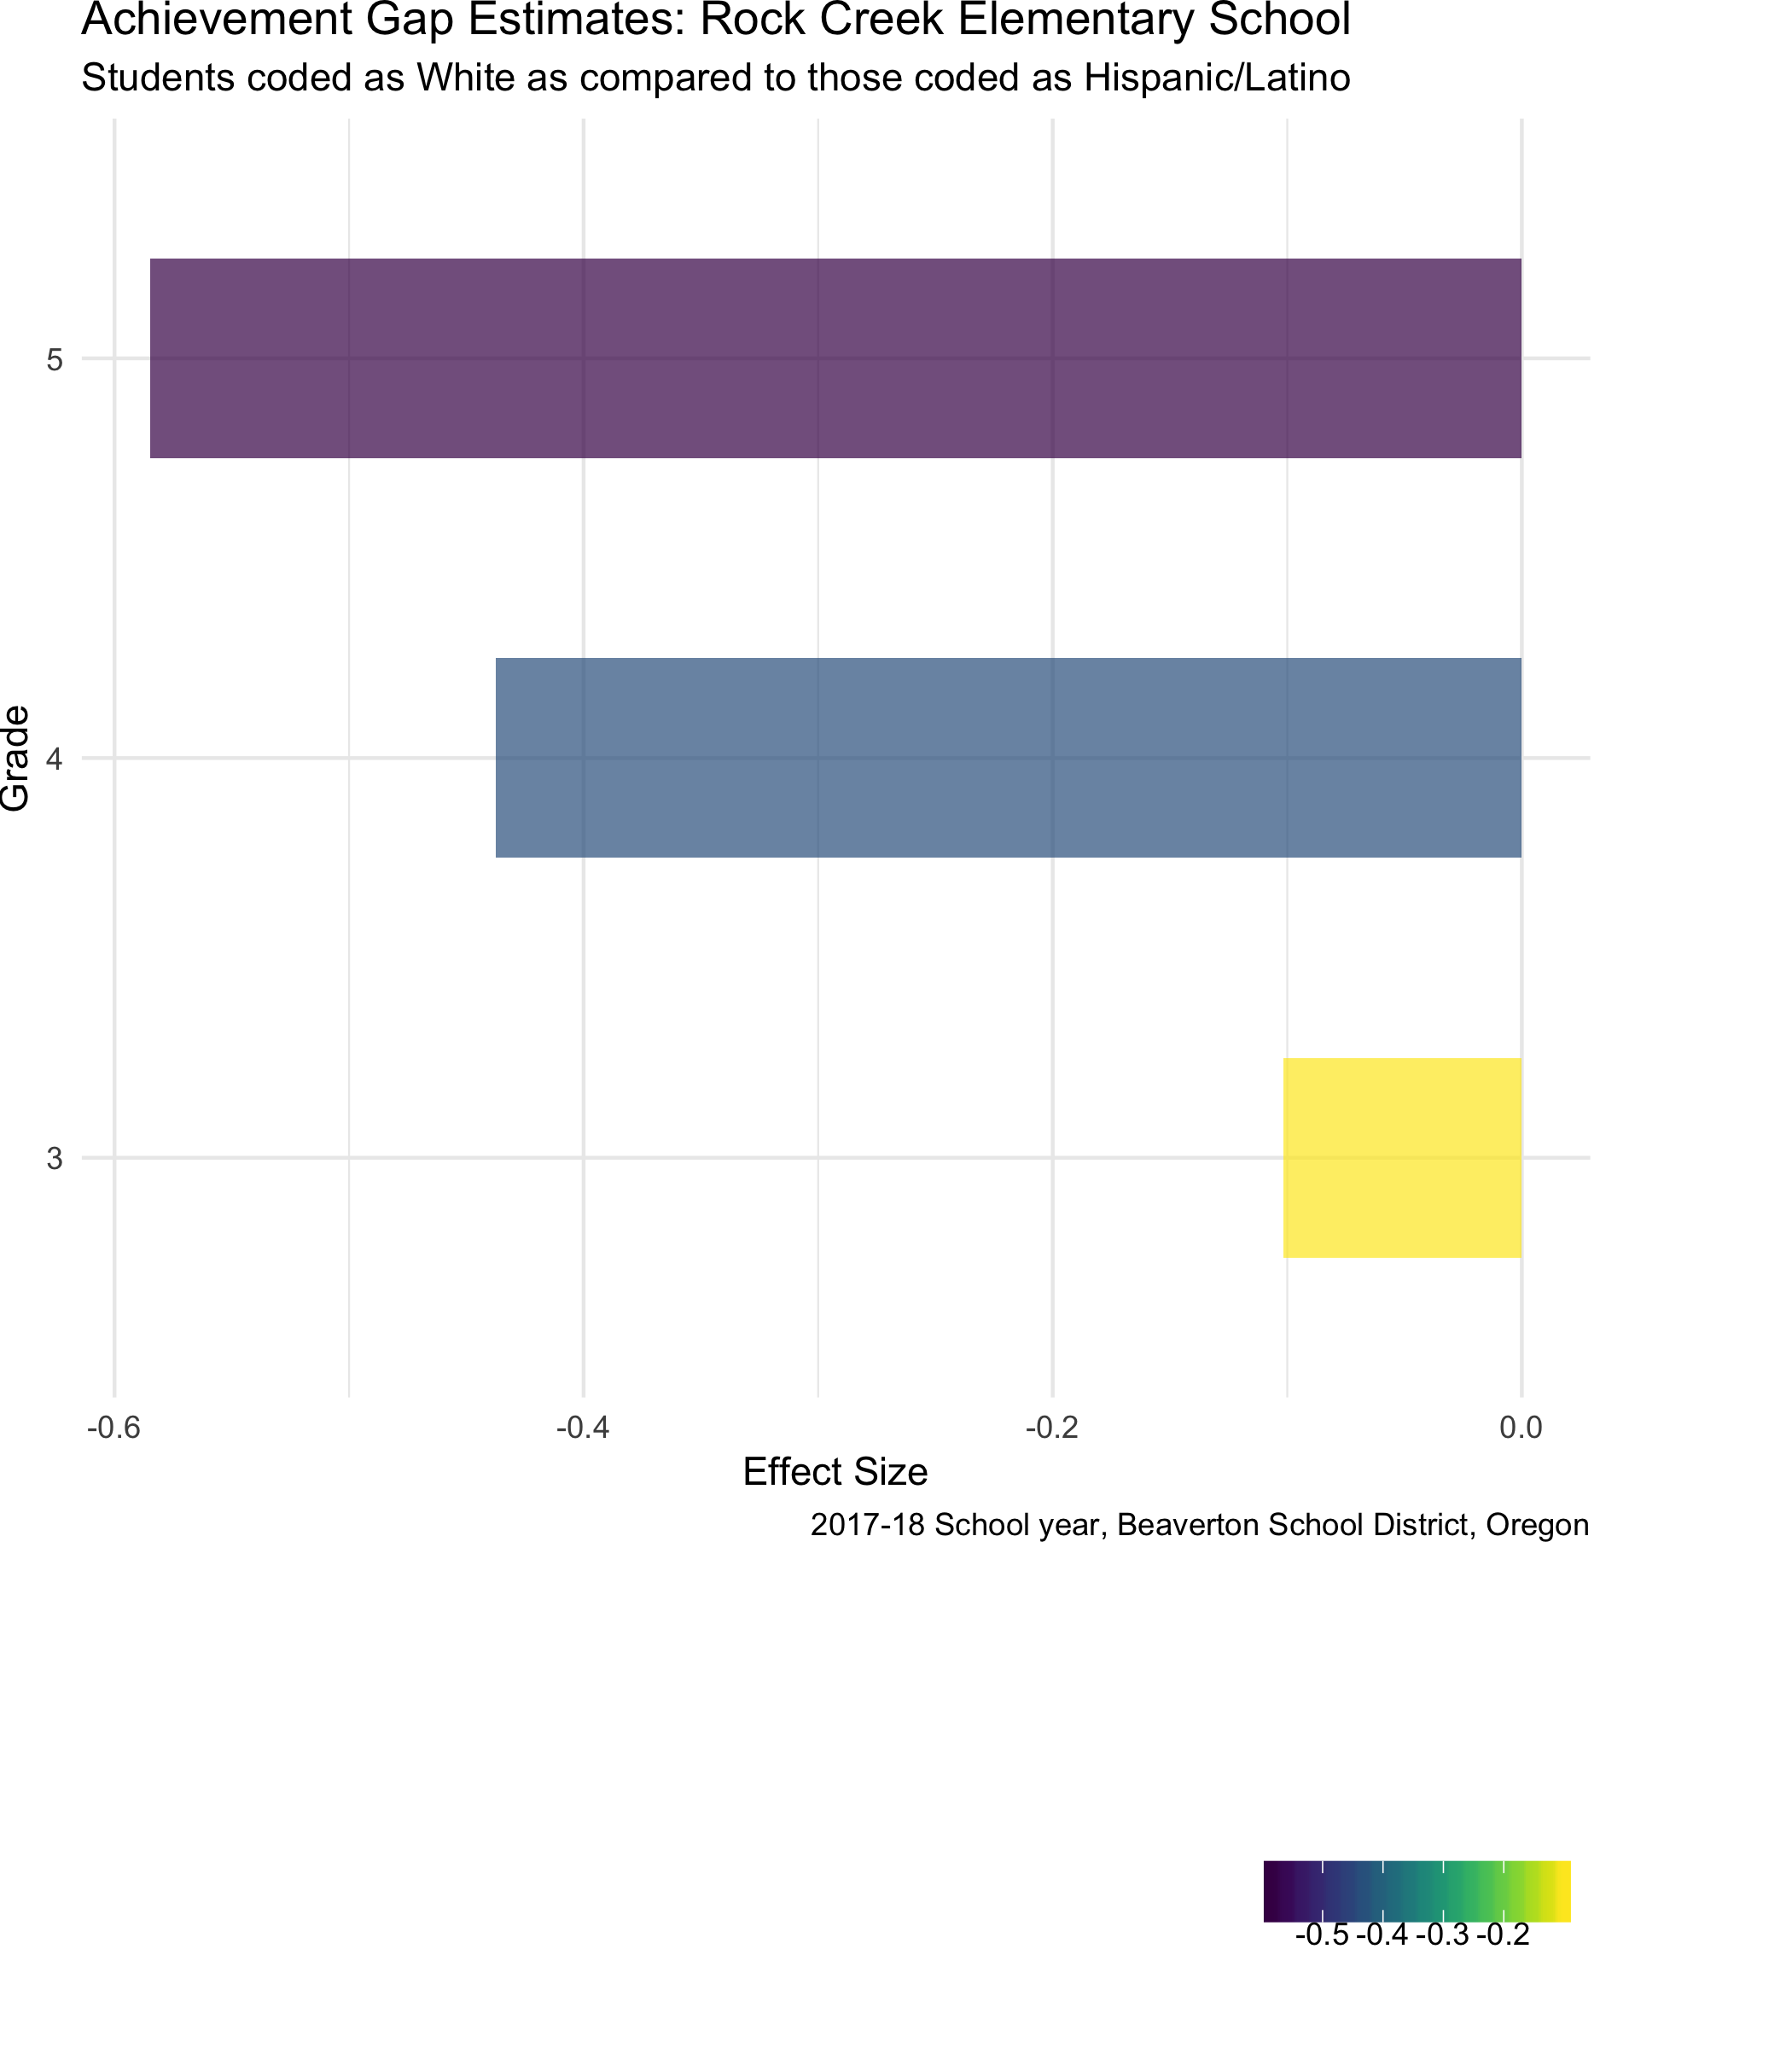 Achievement Gap Estimates: Rock Creek Elementary School
Students coded as White as compared to those coded as Hispanic/Latino
5
4
3
Grade
-0.6 -0.4 -0.2 0.0
Effect Size
2017-18 School year, Beaverton School District, Oregon
-0.5 -0.4 -0.3 -0.2